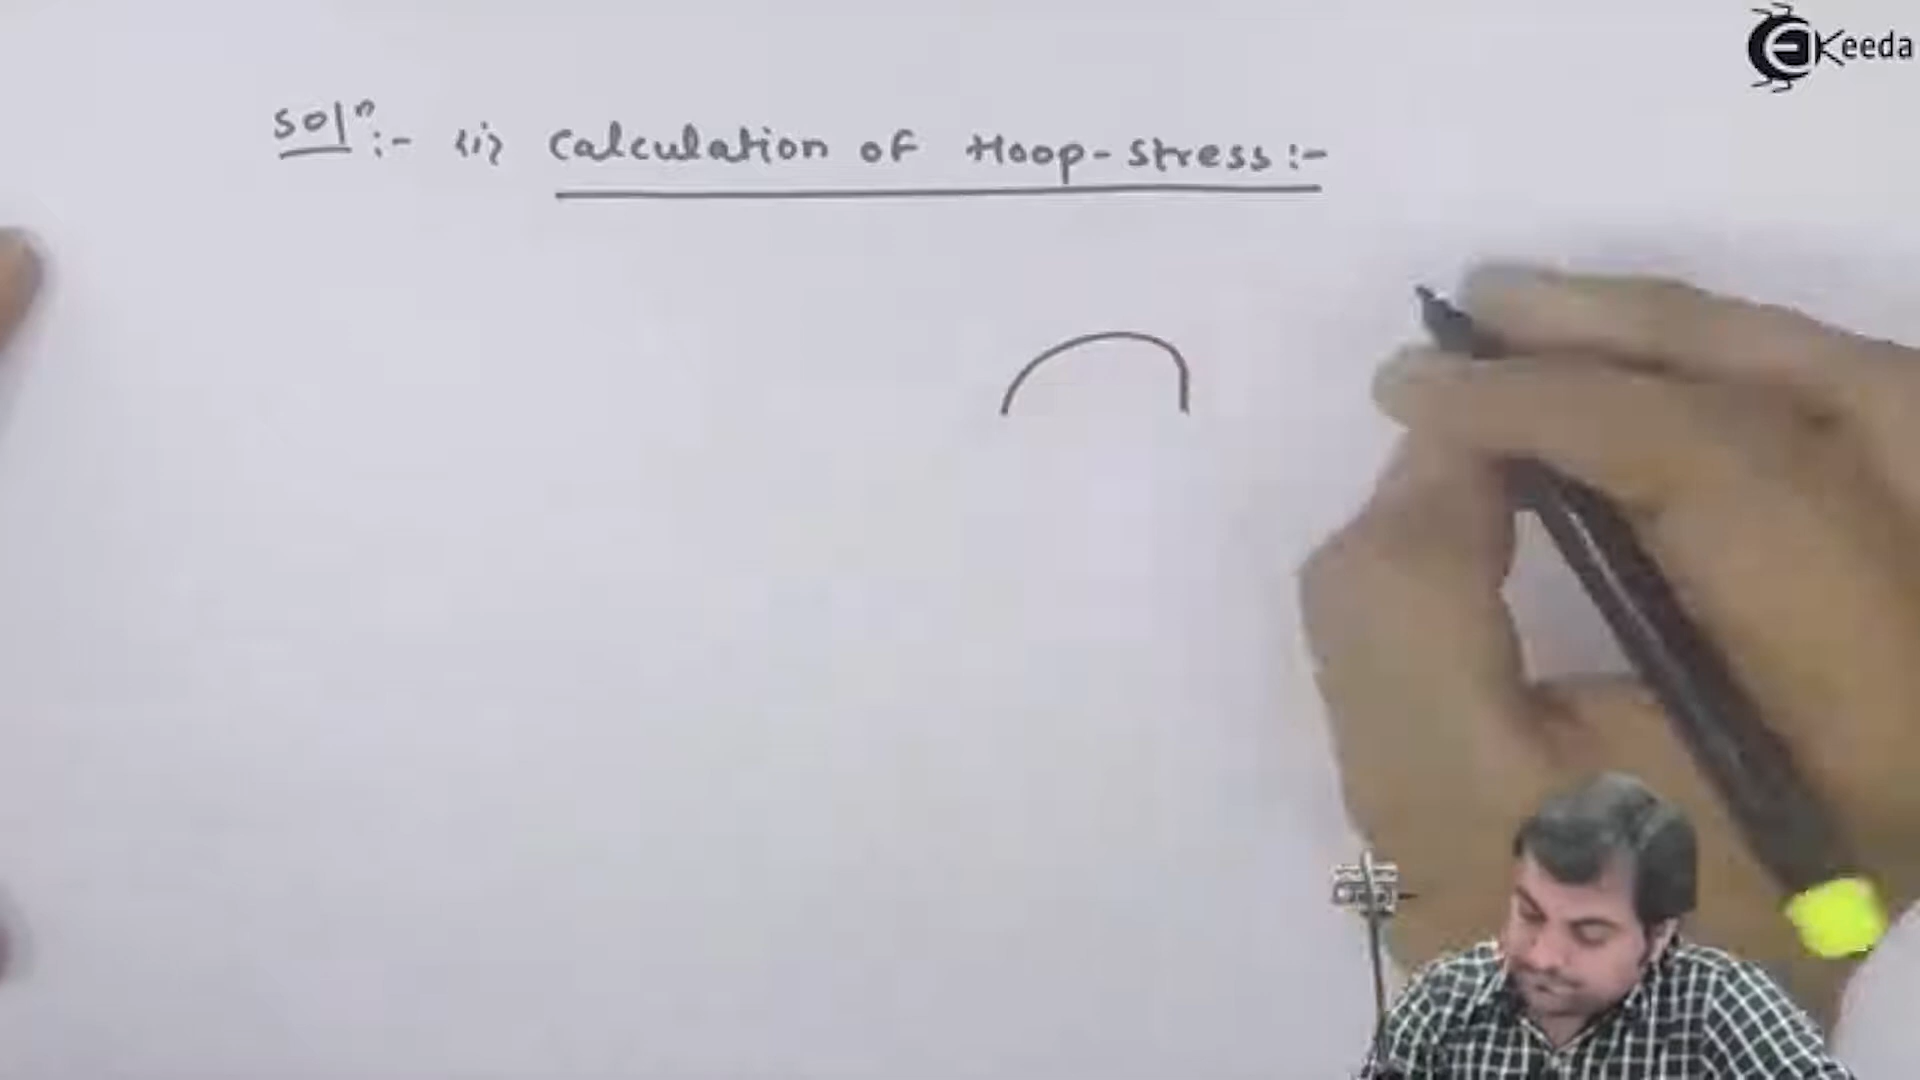 Ekeeda
Solⁿ:- (i) Calculation of Hoop-stress:-